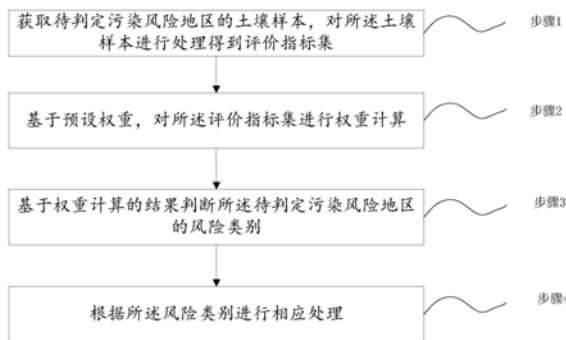 获取待判定污染风险地区的土壤样本，对所述土壤
样本进行处理得到评价指标集
步骤1
基于预设权重，对所述评价指标集进行权重计算
步骤2
基于权重计算的结果判断所述待判定污染风险地区
的风险类别
步骤3
根据所述风险类别进行相应处理
步骤4